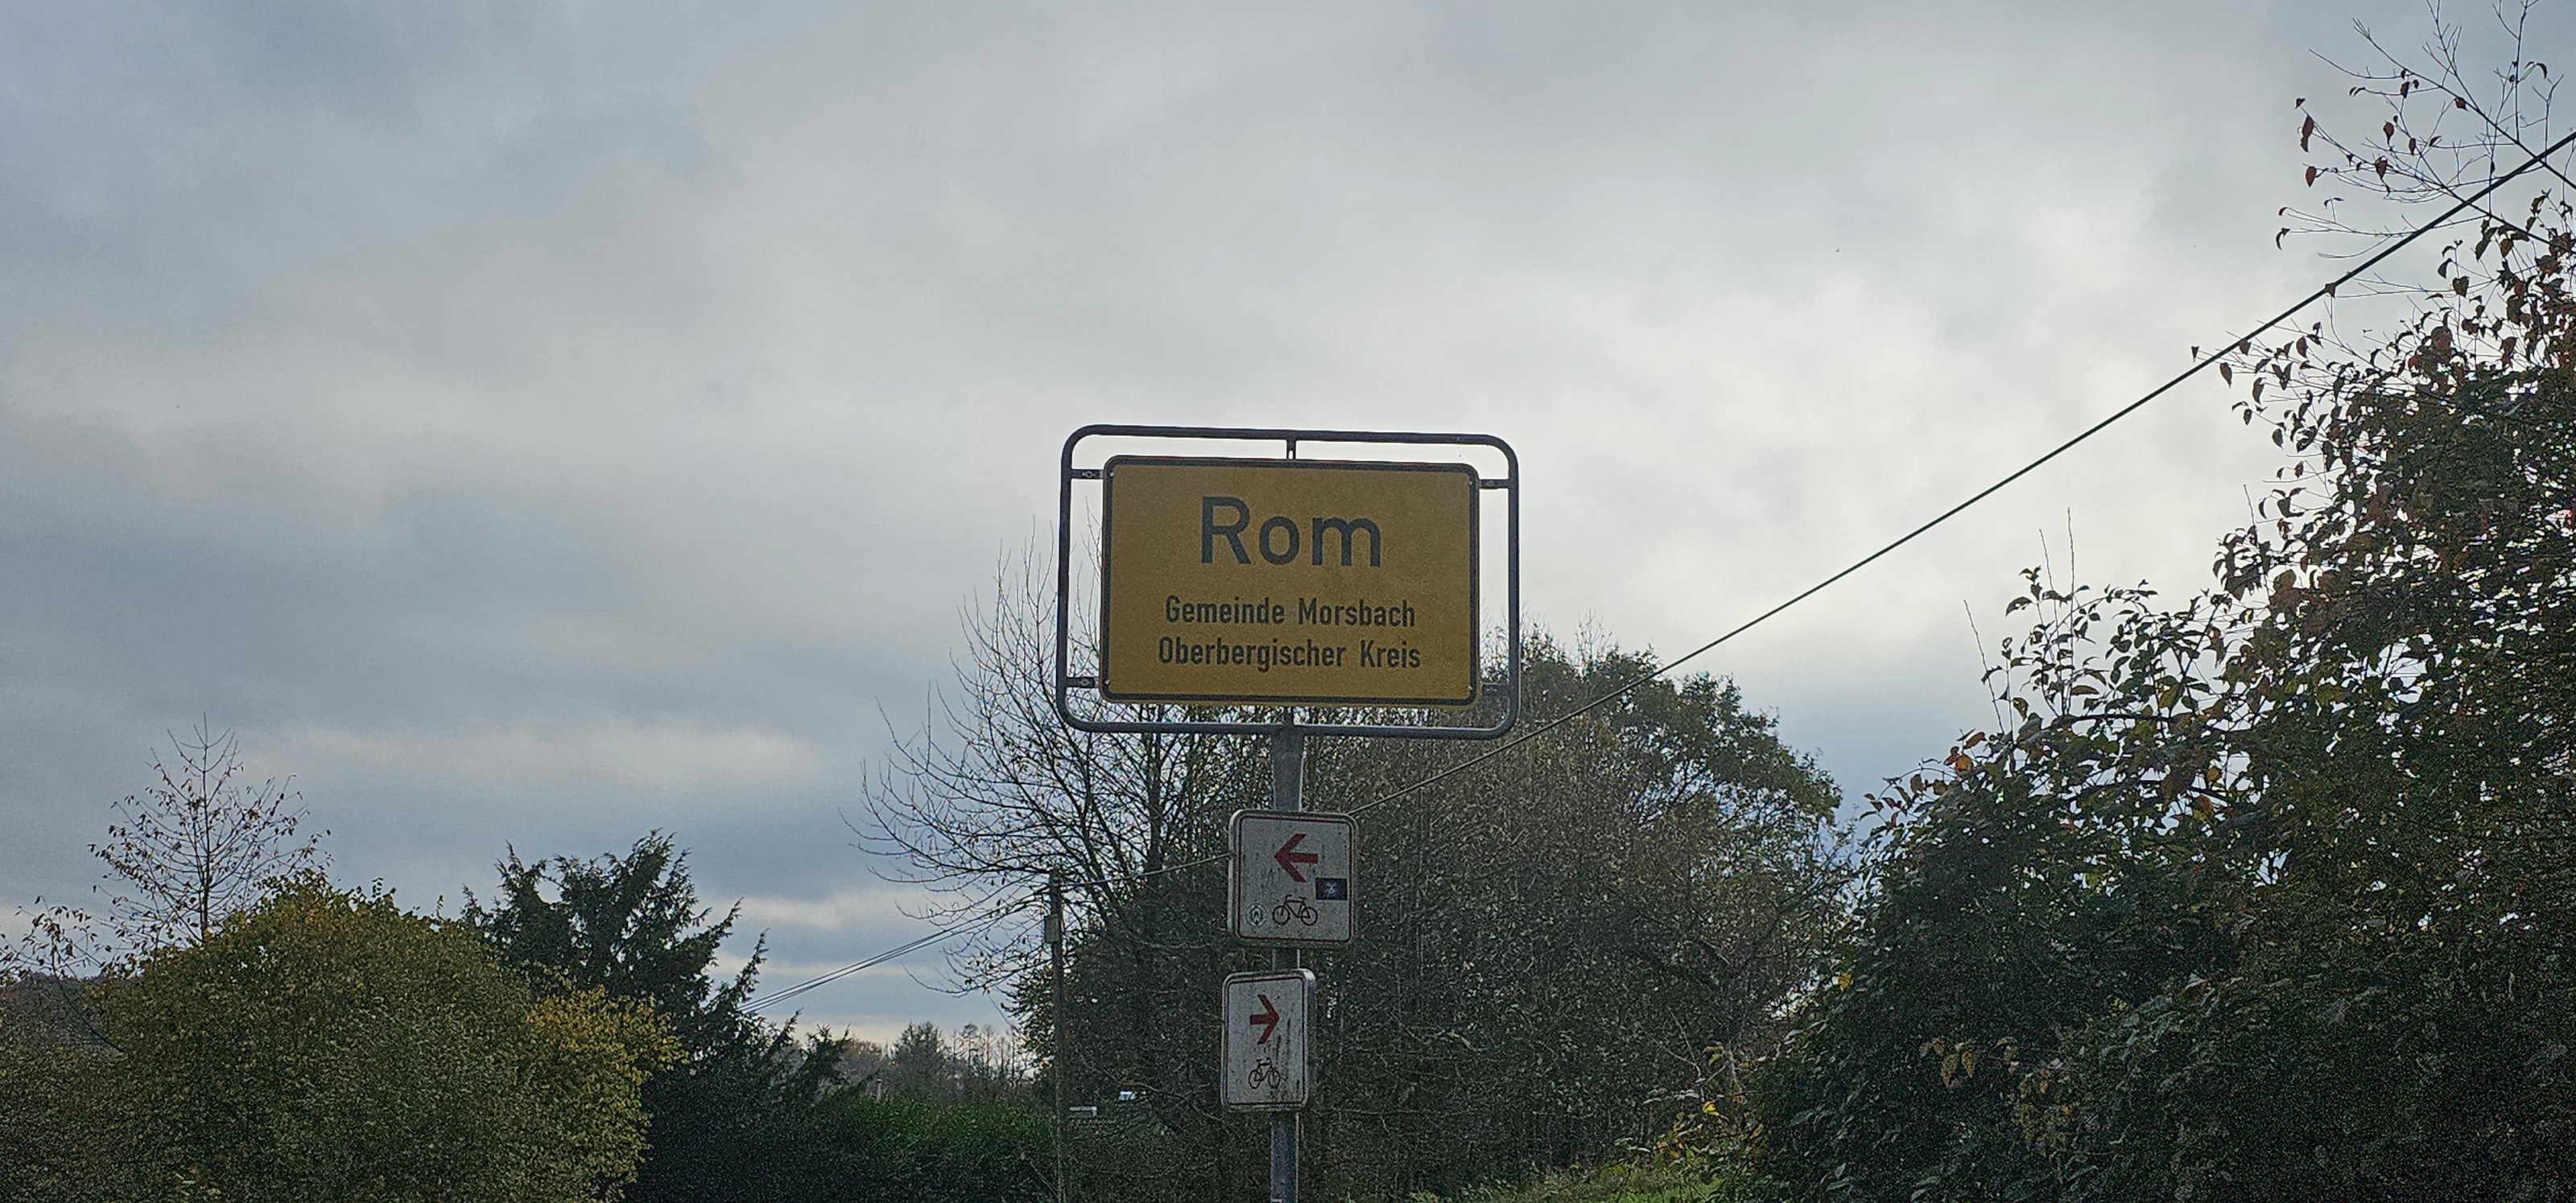 Rom
Gemeinde Morsbach
Oberbergischer Kreis